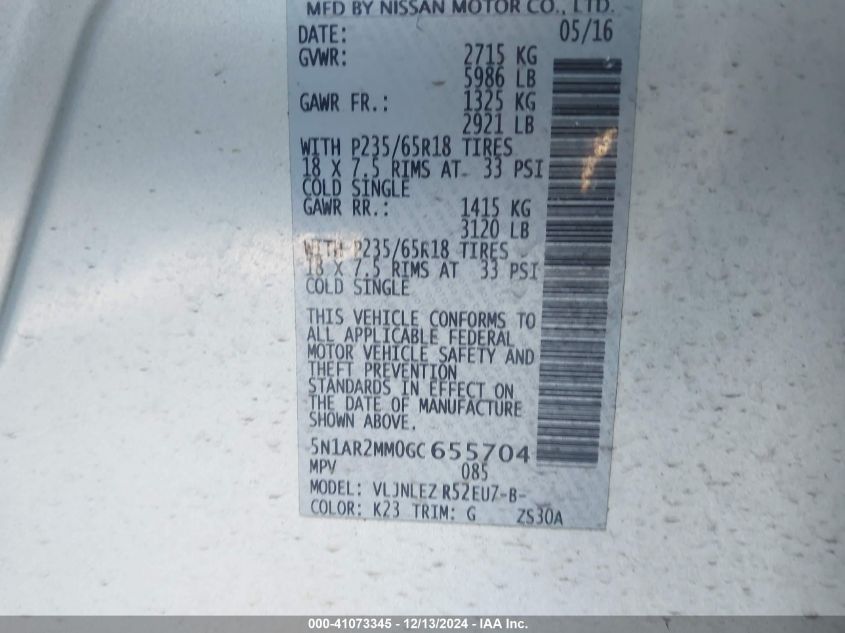 MFD BY NISSAN MOTOR CO., LTD.
DATE: 05/16
GVWR: 2715 KG
5986 LB
GAWR FR.: 1325 KG
2921 LB
WITH P235/65R18 TIRES
18 X 7.5 RIMS AT 33 PSI
COLD SINGLE
GAWR RR.: 1415 KG
3120 LB
WITH P235/65R18 TIRES
18 X 7.5 RIMS AT 33 PSI
COLD SINGLE
THIS VEHICLE CONFORMS TO
ALL APPLICABLE FEDERAL
MOTOR VEHICLE SAFETY AND
THEFT PREVENTION
STANDARDS IN EFFECT ON
THE DATE OF MANUFACTURE
SHOWN ABOVE.
5N1AR2MM0GC655704
MPV 085
MODEL: VLJNLEZ R52EU7-B-
COLOR: K23 TRIM: G ZS30A
000-41073345 - 12/13/2024 - IAA Inc.